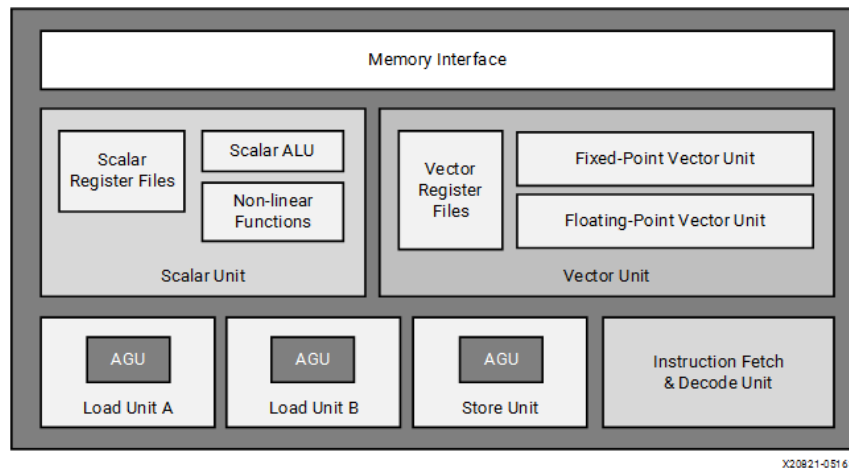 Memory Interface
Scalar
Register Files
Scalar ALU
Non-linear
Functions
Scalar Unit
Vector
Register
Files
Fixed-Point Vector Unit
Floating-Point Vector Unit
Vector Unit
AGU
Load Unit A
AGU
Load Unit B
AGU
Store Unit
Instruction Fetch
& Decode Unit
X20821-0516